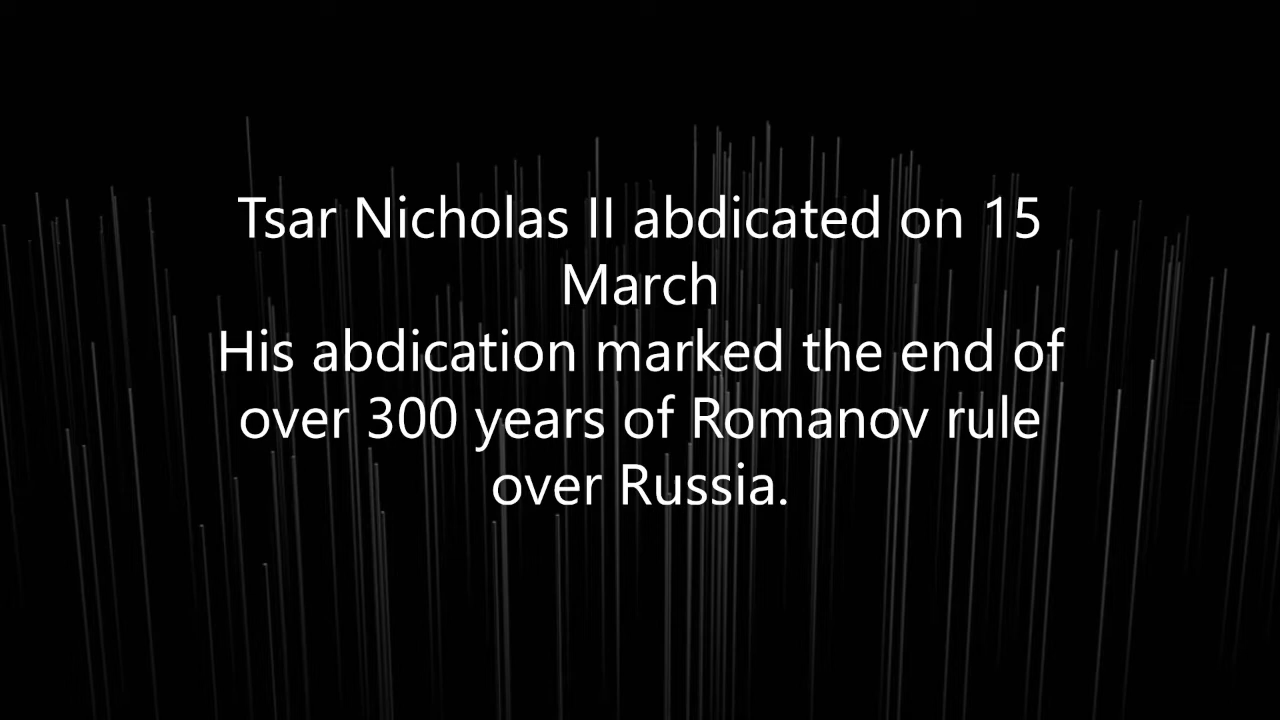 Tsar Nicholas II abdicated on 15
March
His abdication marked the end of
over 300 years of Romanov rule
over Russia.